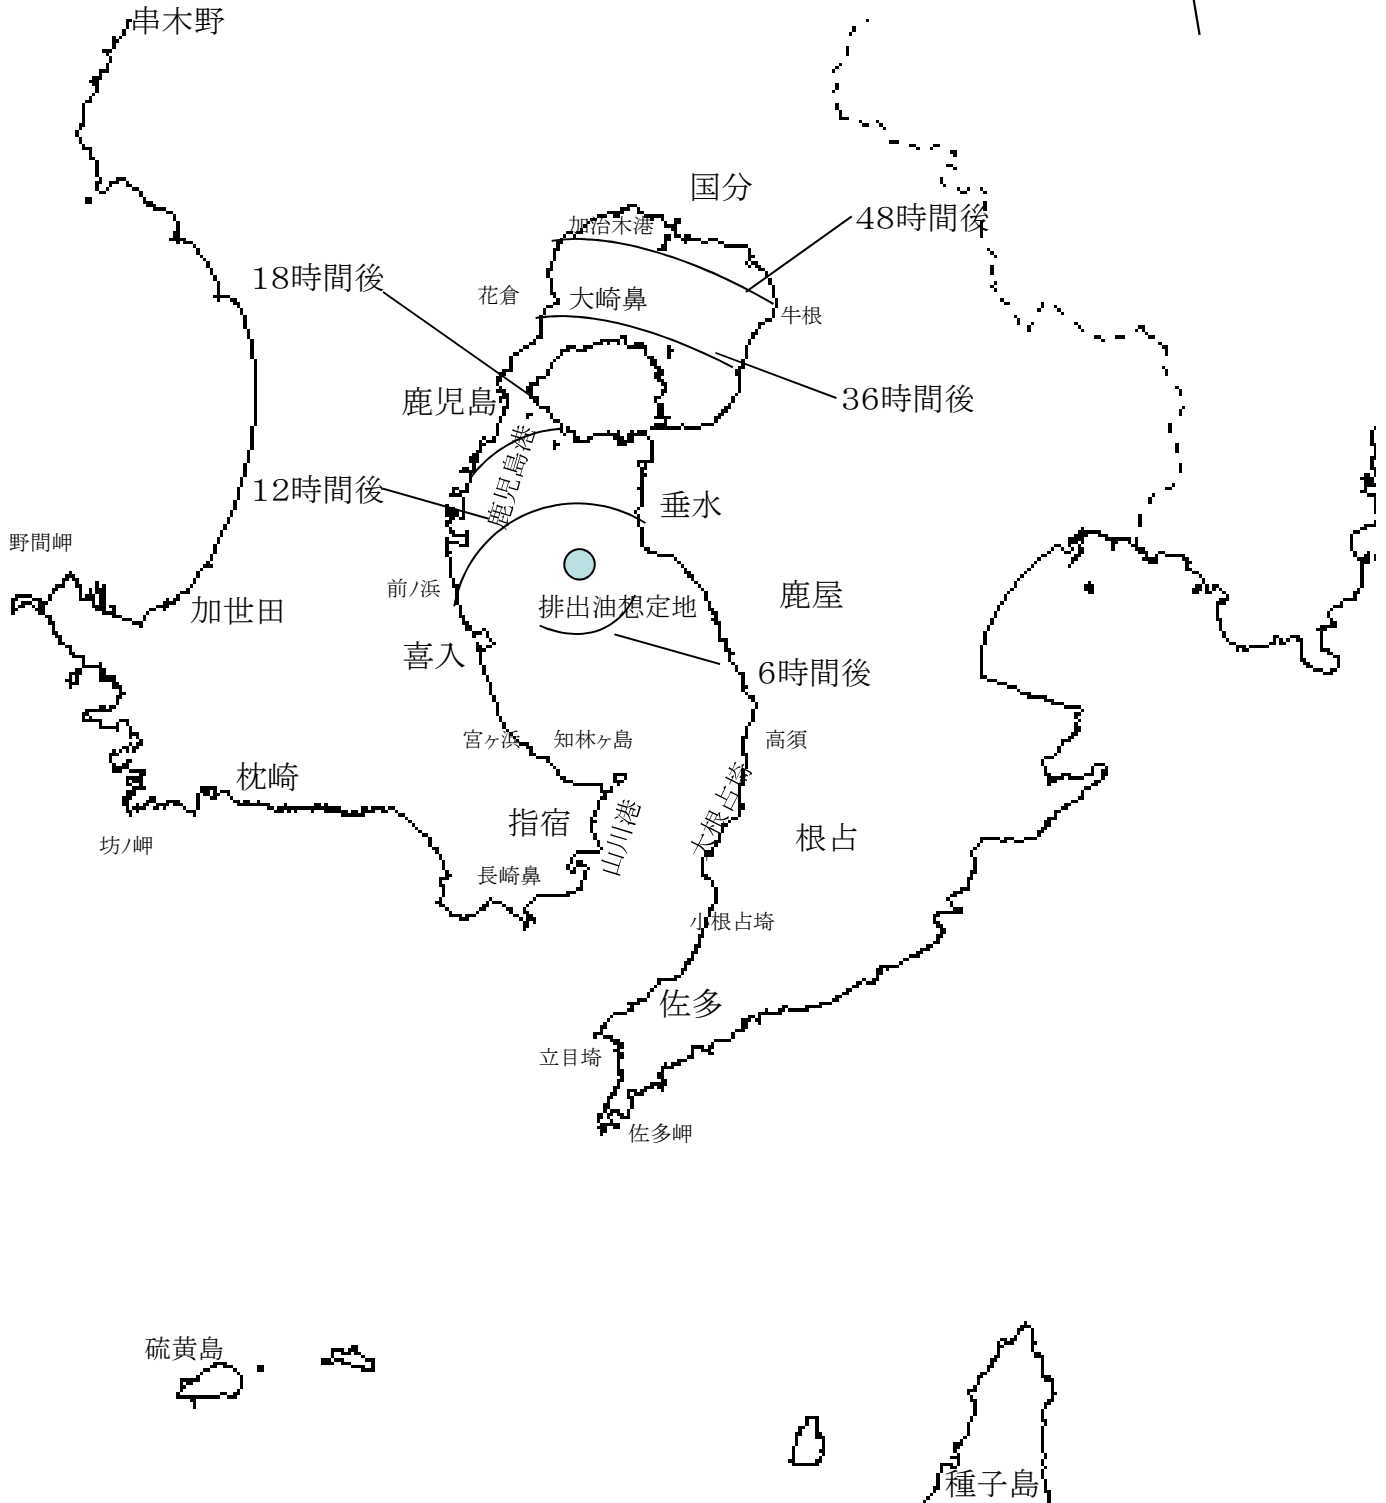 串木野
国分
48時間後
加治木港
18時間後
花倉
大崎鼻
牛根
鹿児島
36時間後
鹿児島港
12時間後
垂水
野間岬
前ノ浜
加世田
排出油想定地
鹿屋
喜入
6時間後
宮ヶ浜
知林ヶ島
高須
枕崎
大根占埼
指宿
山川港
根占
坊ノ岬
長崎鼻
小根占埼
佐多
立目埼
佐多岬
硫黄島
種子島